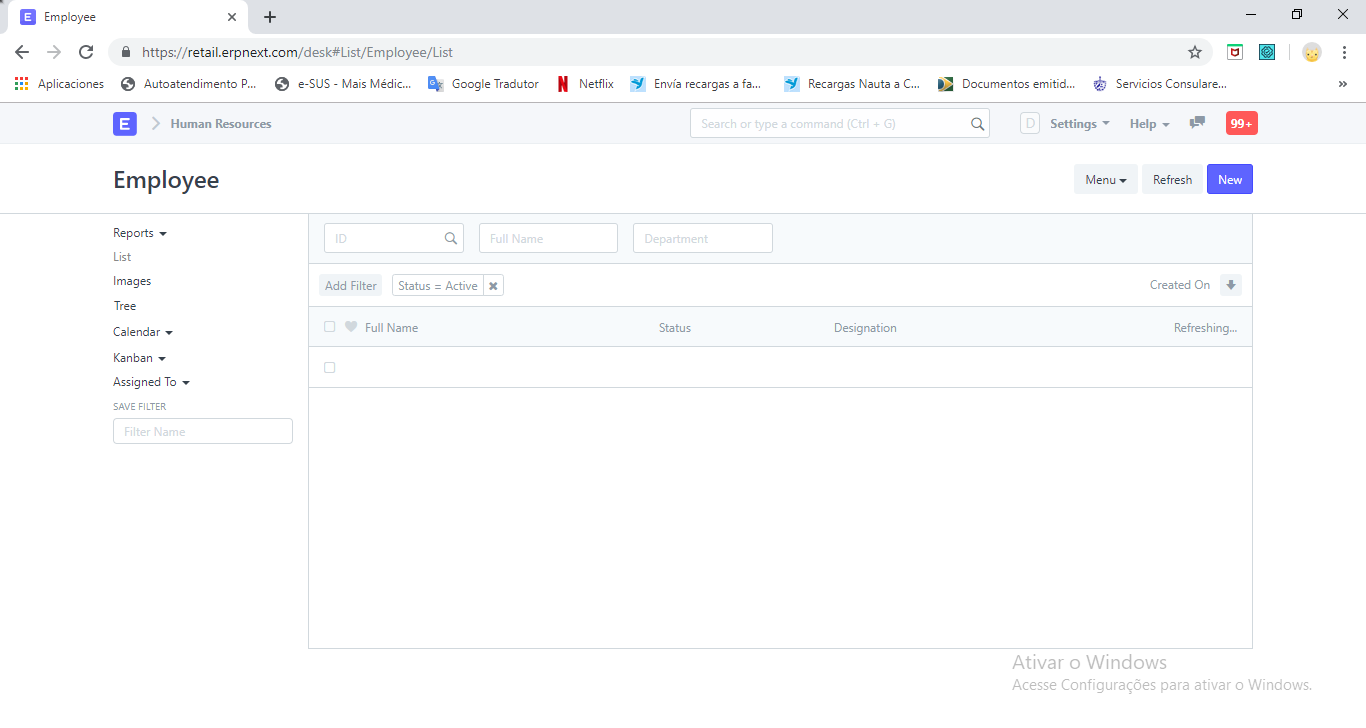 Employee
https://retail.erpnext.com/desk#List/Employee/List
Aplicaciones Autoatendimento P... e-SUS - Mais Médic... Google Tradutor Netflix Envía recargas a fa... Recargas Nauta a C... Documentos emitid... Servicios Consulare... »
E Human Resources Search or type a command (Ctrl + G) D Settings Help 99+
Employee Menu Refresh New
Reports
List
Images
Tree
Calendar
Kanban
Assigned To
SAVE FILTER
Filter Name
ID Full Name Department
Add Filter Status = Active Created On
Full Name Status Designation Refreshing...
Ativar o Windows
Acesse Configurações para ativar o Windows.